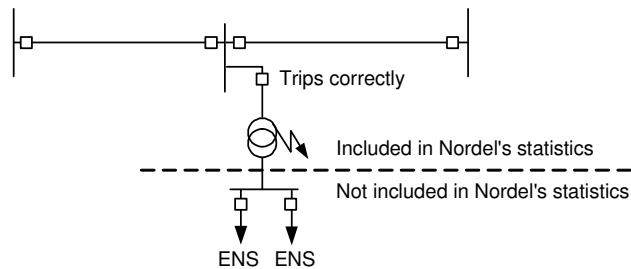 Trips correctly
Included in Nordel's statistics
Not included in Nordel's statistics
ENS ENS